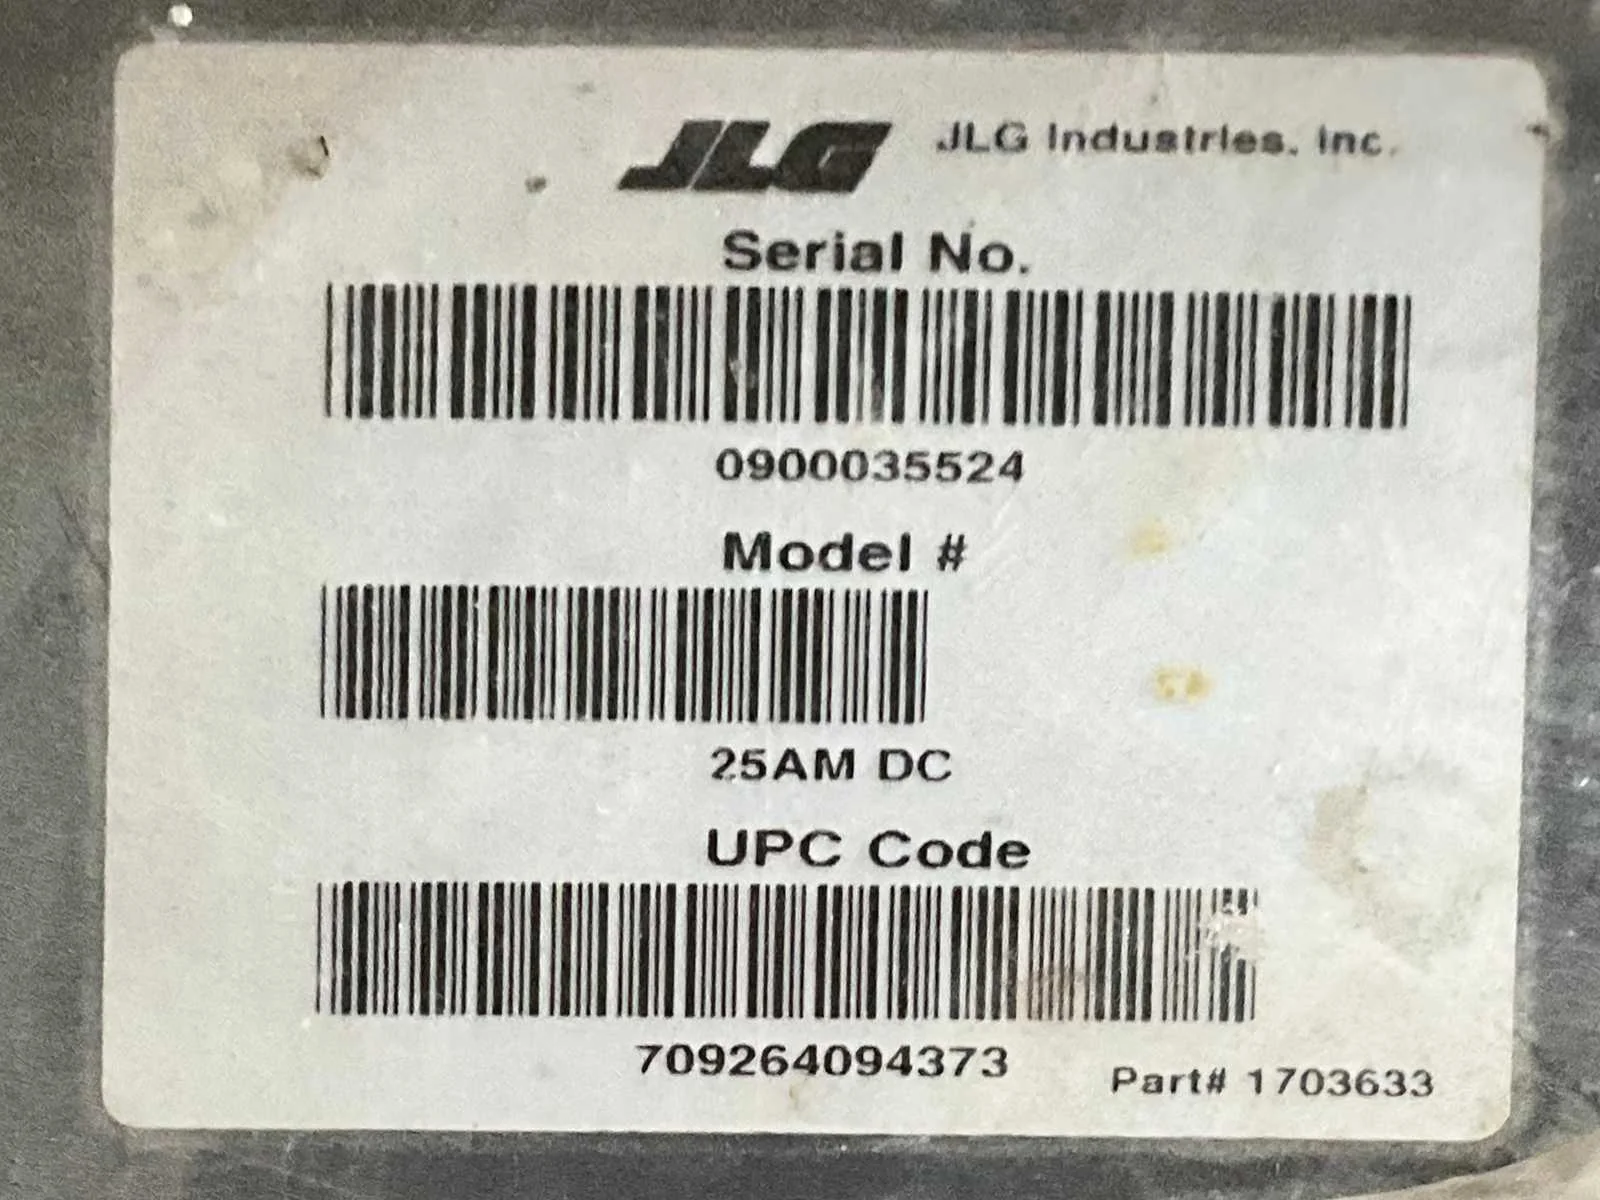 JLG JLG Industries, Inc.
Serial No.
0900035524
Model #
25AM DC
UPC Code
709264094373
Part# 1703633